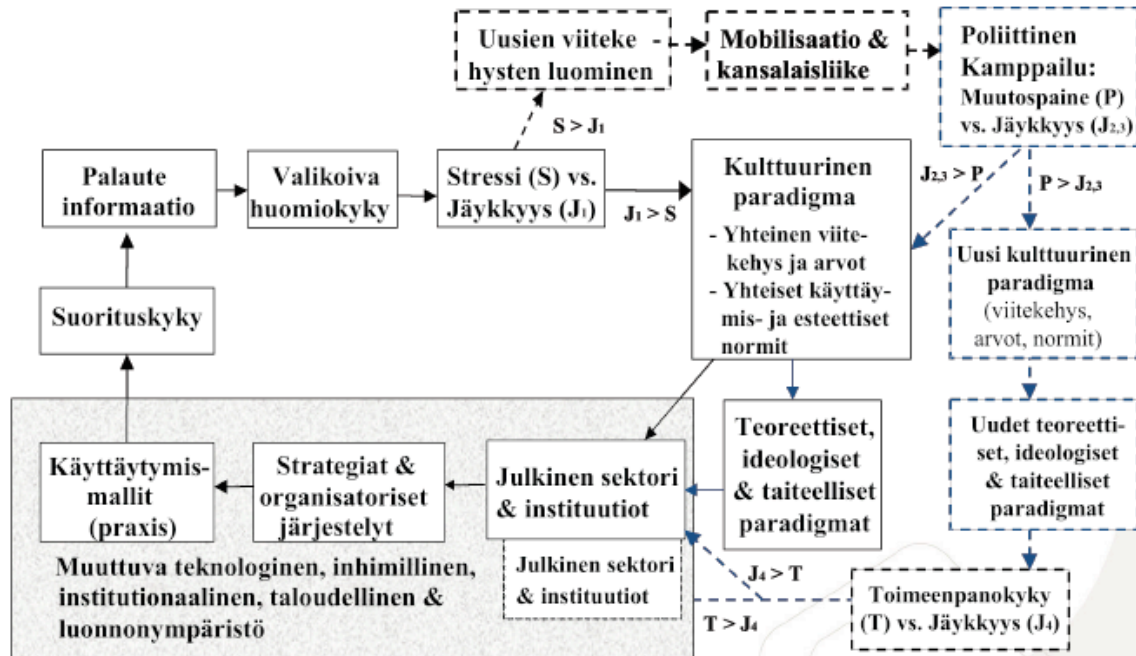 Uusien viiteke -
hysten luominen
Mobilisaatio &
kansalaisliike
Poliittinen
Kamppailu:
Muutospaine (P)
vs. Jäykkyys (J2,3)
S > J1
J2,3 > P
P > J2,3
Palaute
informaatio
Valikoiva
huomiokyky
Stressi (S) vs.
Jäykkyys (J1)
J1 > S
Kulttuurinen
paradigma
- Yhteinen viite-
kehys ja arvot
- Yhteiset käyttäy-
mis- ja esteettiset
normit
Uusi kulttuurinen
paradigma
(viitekehys,
arvot, normit)
Suorituskyky
Käyttäytymis-
mallit
(praxis)
Strategiat &
organisatoriset
järjestelyt
Julkinen sektori
& instituutiot
Teoreettiset,
ideologiset
& taiteelliset
paradigmat
Uudet teoreetti-
set, ideologiset
& taiteelliset
paradigmat
Julkinen sektori
& instituutiot
J4 > T
T > J4
Toimeenpanokyky
(T) vs. Jäykkyys (J4)
Muuttuva teknologinen, inhimillinen,
institutionaalinen, taloudellinen &
luonnonympäristö